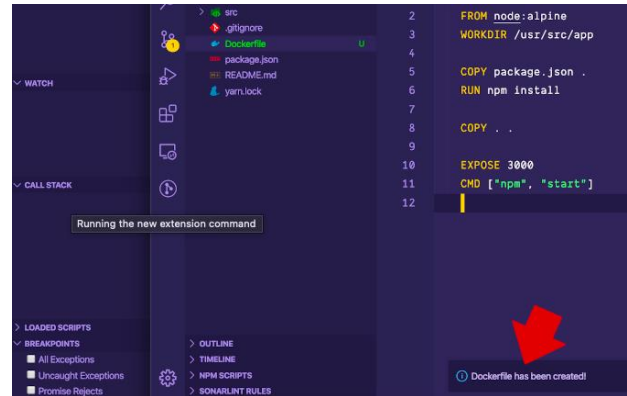 WATCH
CALL STACK
Running the new extension command
LOADED SCRIPTS
BREAKPOINTS
All Exceptions
Uncaught Exceptions
Promise Rejects
1
src
.gitignore
Dockerfile U
package.json
README.md
yarn.lock
OUTLINE
TIMELINE
NPM SCRIPTS
SONARLINT RULES
2 FROM node:alpine
3 WORKDIR /usr/src/app
4
5 COPY package.json .
6 RUN npm install
7
8 COPY . .
9
10 EXPOSE 3000
11 CMD ["npm", "start"]
12
Dockerfile has been created!